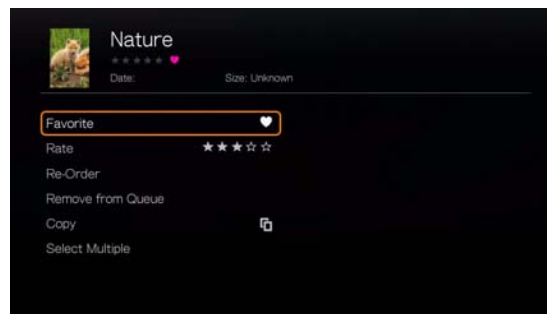 Nature
Date: Size: Unknown
Favorite
Rate
Re-Order
Remove from Queue
Copy
Select Multiple